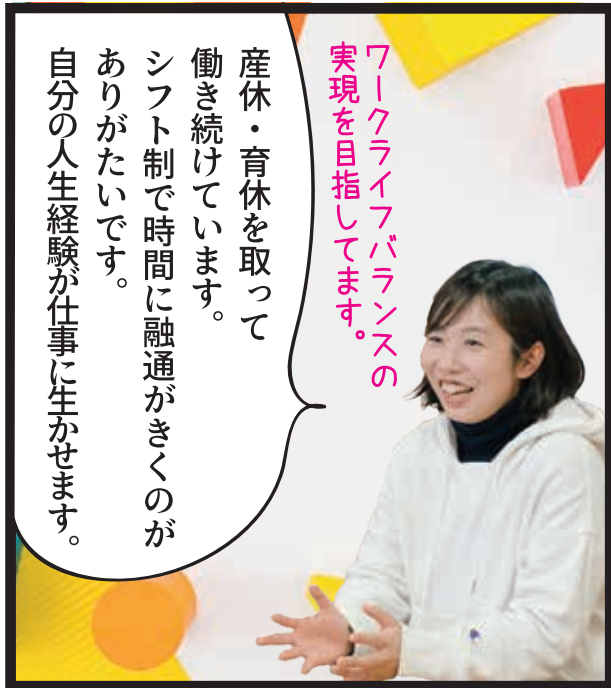 ワークライフバランスの
実現を目指してます。
産休・育休を取って
働き続けています。
シフト制で時間に融通がきくのが
ありがたいです。
自分の人生経験が仕事に生かせます。